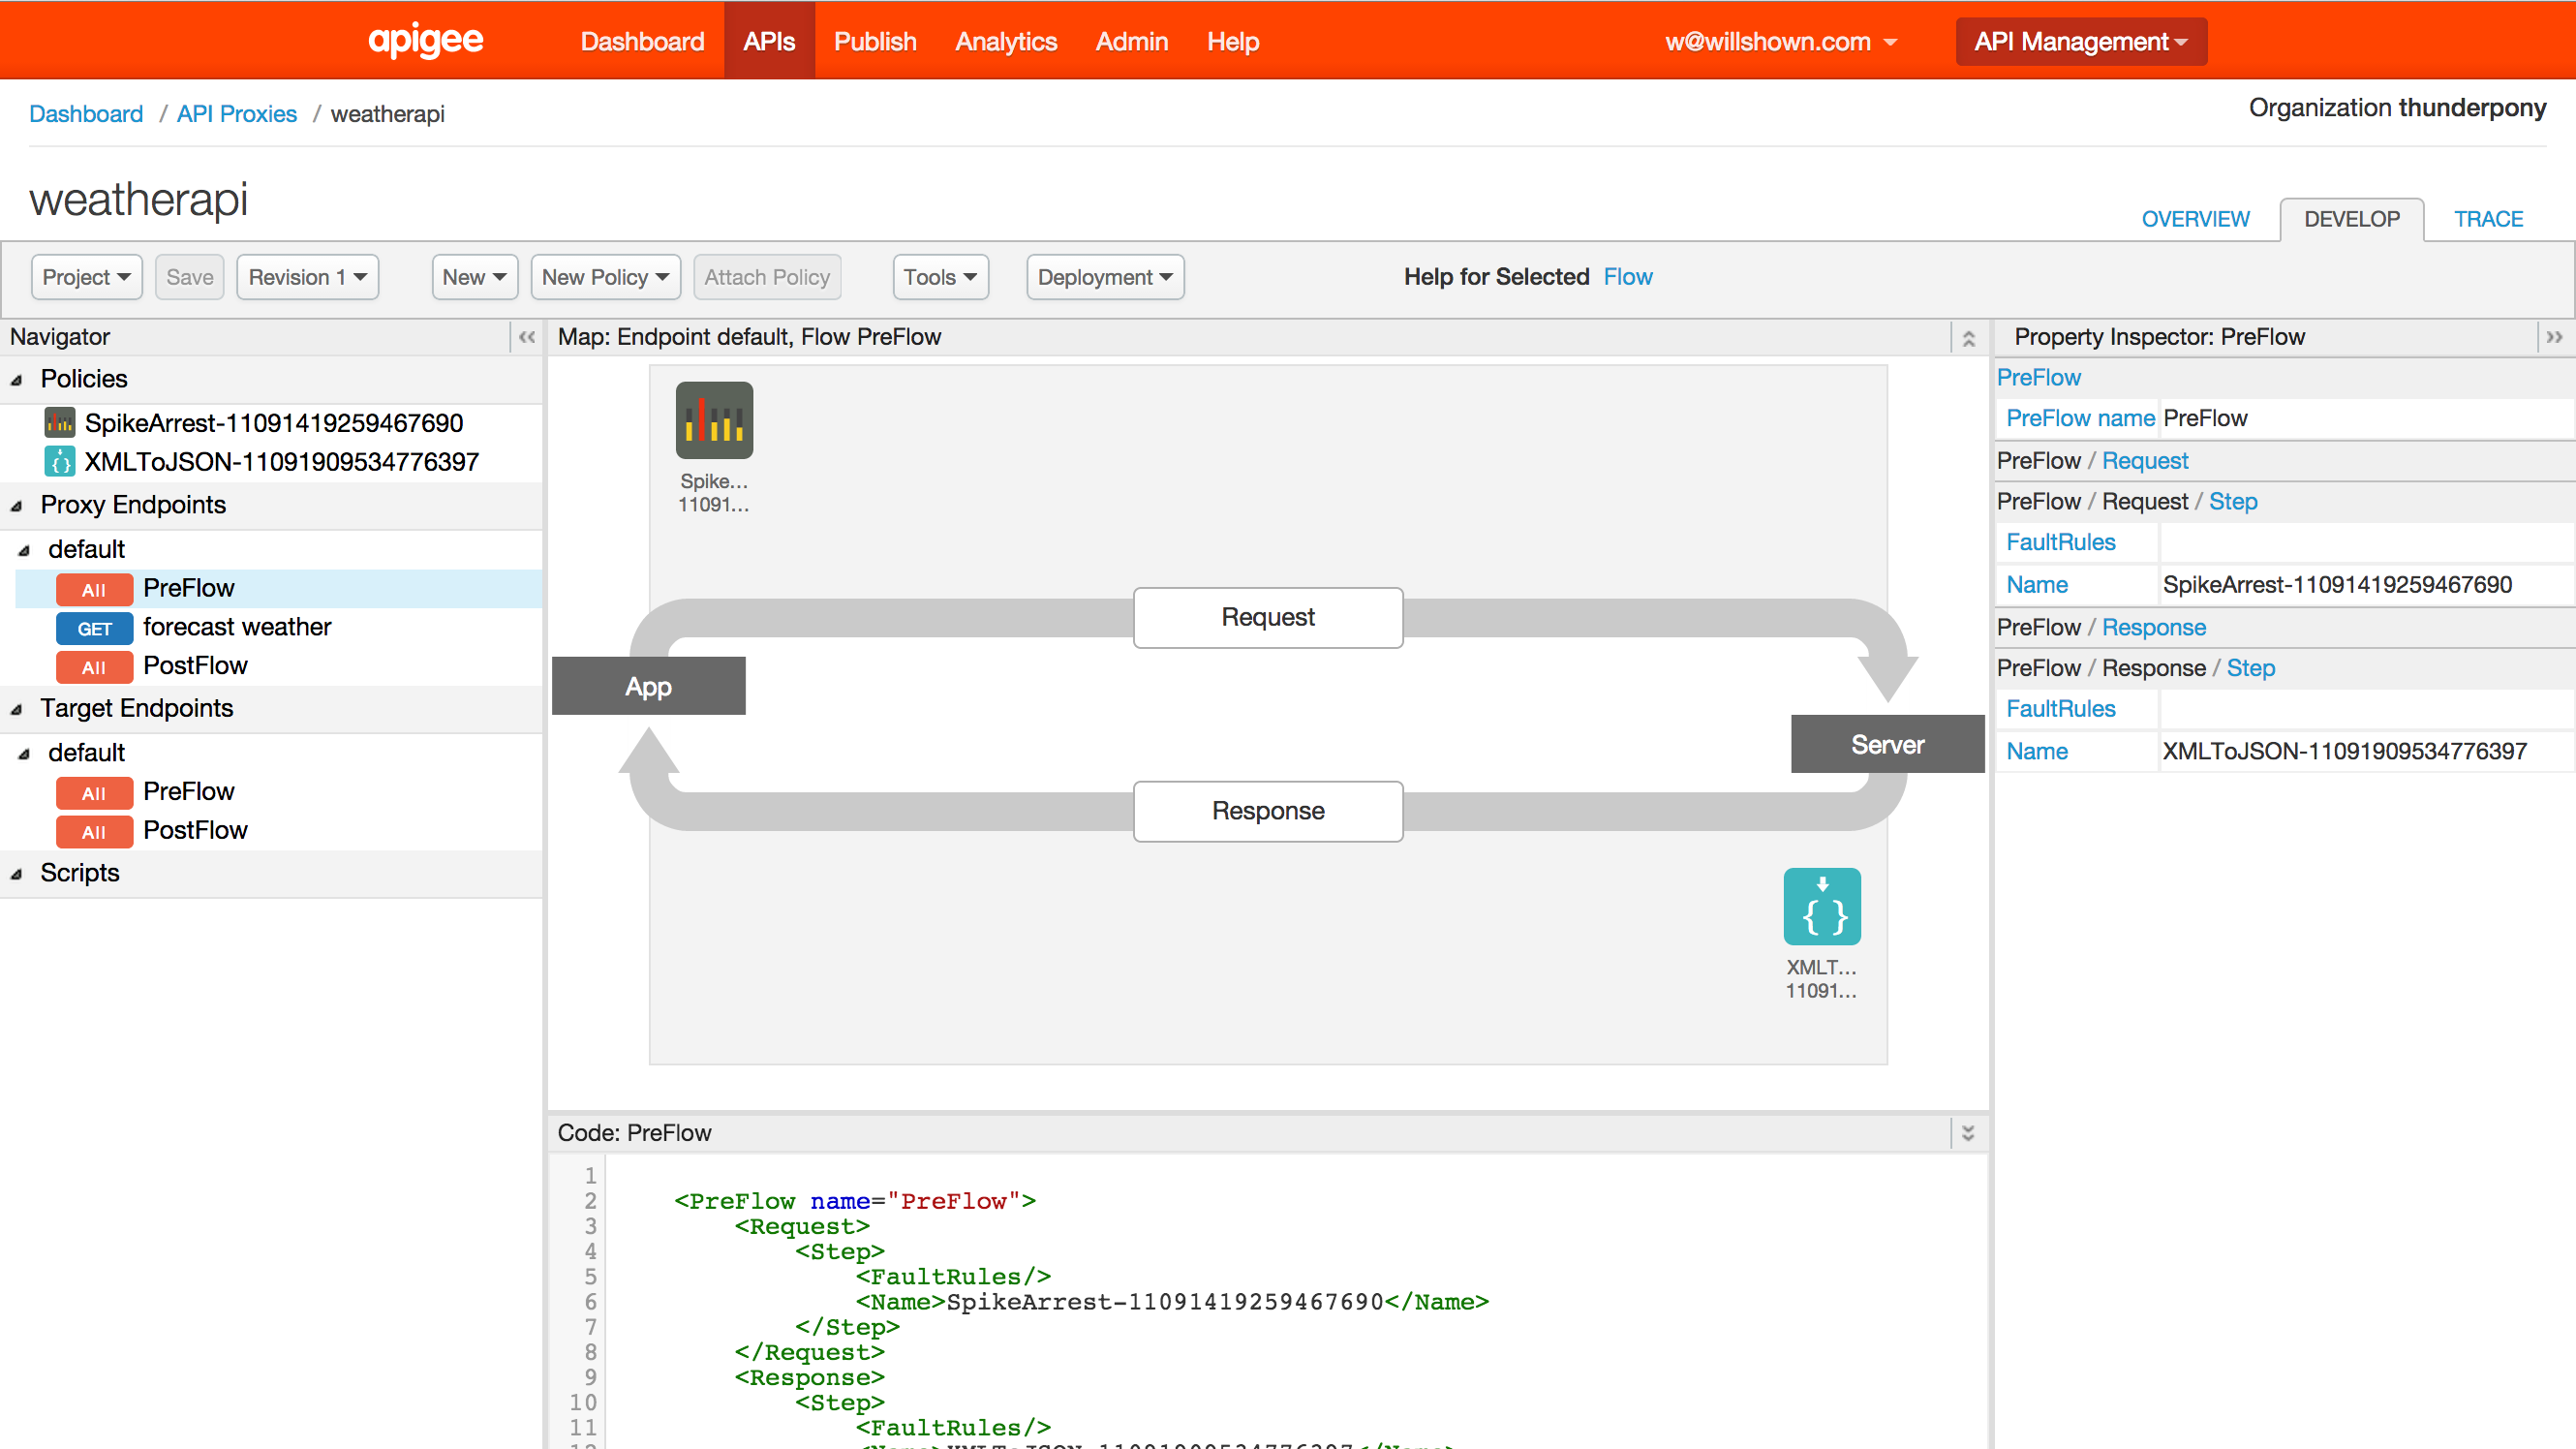 apigee Dashboard APIs Publish Analytics Admin Help w@willshown.com API Management
Dashboard / API Proxies / weatherapi
Organization thunderpony
weatherapi
OVERVIEW DEVELOP TRACE
Project Save Revision 1 New New Policy Attach Policy Tools Deployment Help for Selected Flow
Navigator
Policies
SpikeArrest-11091419259467690
XMLToJSON-11091909534776397
Proxy Endpoints
default
All PreFlow
GET forecast weather
All PostFlow
Target Endpoints
default
All PreFlow
All PostFlow
Scripts
Map: Endpoint default, Flow PreFlow
Spike...
11091...
Request
App
Server
Response
{ }
XMLT...
11091...
Code: PreFlow
1
2 <PreFlow name="PreFlow">
3 <Request>
4 <Step>
5 <FaultRules/>
6 <Name>SpikeArrest-11091419259467690</Name>
7 </Step>
8 </Request>
9 <Response>
10 <Step>
11 <FaultRules/>
12 <Name>XMLToJSON-11091909534776397</Name>
Property Inspector: PreFlow
PreFlow
PreFlow name PreFlow
PreFlow / Request
PreFlow / Request / Step
FaultRules
Name SpikeArrest-11091419259467690
PreFlow / Response
PreFlow / Response / Step
FaultRules
Name XMLToJSON-11091909534776397